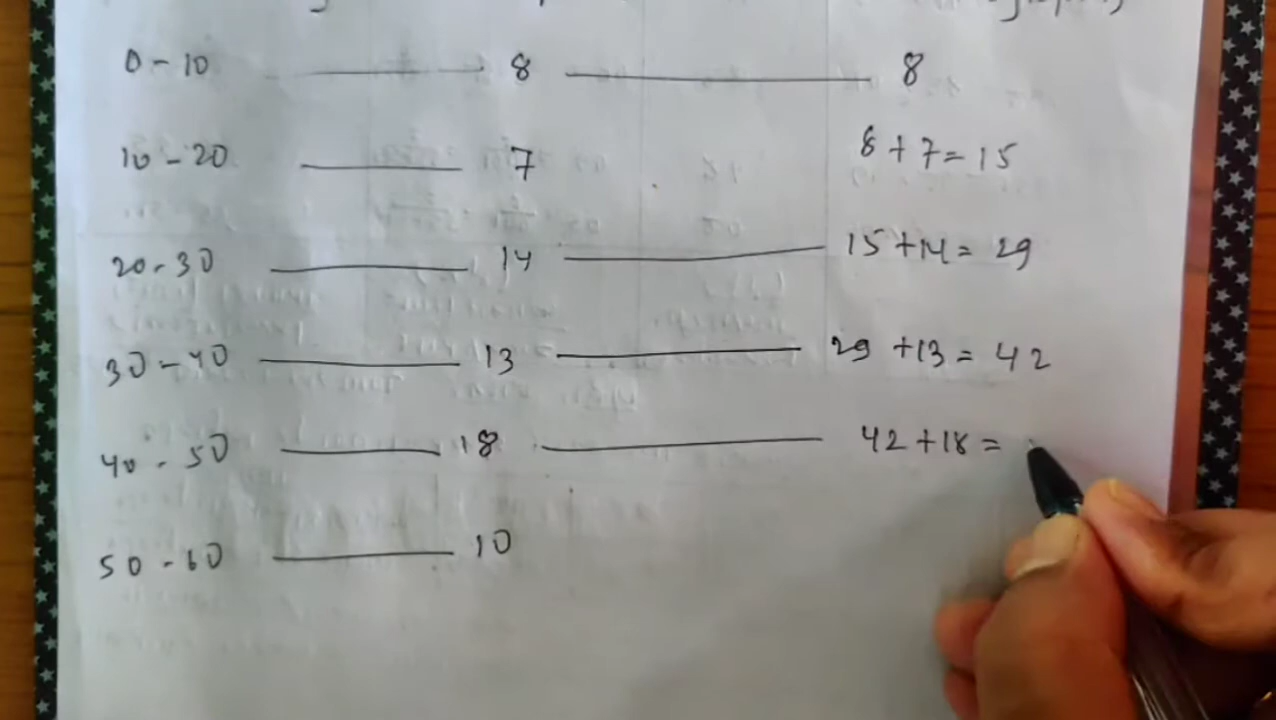 0 - 10 8 8
10 - 20 7 8 + 7 = 15
20 - 30 14 15 + 14 = 29
30 - 40 13 29 + 13 = 42
40 - 50 18 42 + 18 =
50 - 60 10